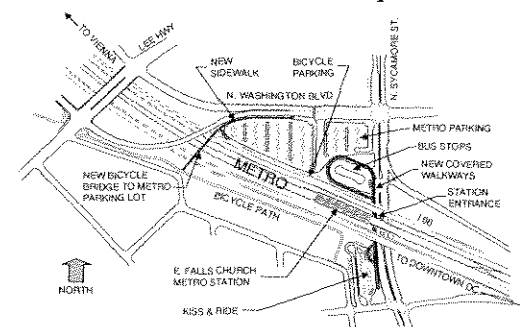 TO VIENNA
LEE HWY
NEW
SIDEWALK
BICYCLE
PARKING
N. WASHINGTON BLVD
N. SYCAMORE ST.
METRO PARKING
BUS STOPS
NEW COVERED
WALKWAYS
STATION
ENTRANCE
METRO
NEW BICYCLE
BRIDGE TO METRO
PARKING LOT
BICYCLE PATH
I 66
E. FALLS CHURCH
METRO STATION
TO DOWNTOWN DC
NORTH
KISS & RIDE